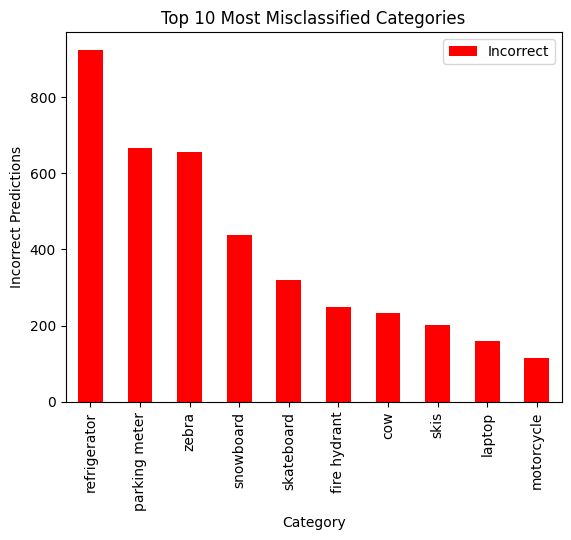 Top 10 Most Misclassified Categories
Incorrect
Incorrect Predictions
800
600
400
200
0
refrigerator
parking meter
zebra
snowboard
skateboard
fire hydrant
cow
skis
laptop
motorcycle
Category